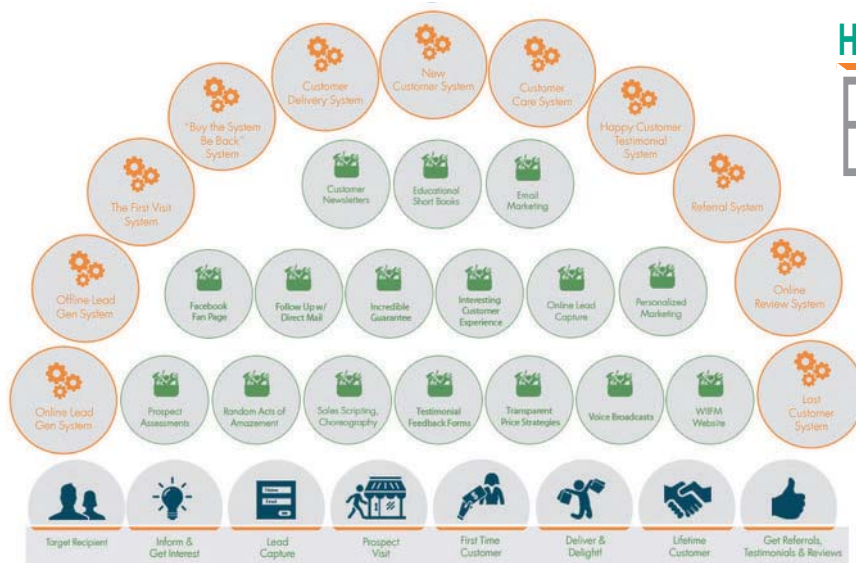 New
Customer System
Customer
Delivery System
Customer
Care System
"Buy the System
Be Back"
System
Happy Customer
Testimonial
System
The First Visit
System
Referral System
Offline Lead
Gen System
Online
Review System
Online Lead
Gen System
Lost
Customer
System
Customer
Newsletters
Educational
Short Books
Email
Marketing
Facebook
Fan Page
Follow Up w/
Direct Mail
Incredible
Guarantee
Interesting
Customer
Experience
Online Lead
Capture
Personalized
Marketing
Prospect
Assessments
Random Acts of
Amazement
Sales Scripting,
Choreography
Testimonial
Feedback Forms
Transparent
Price Strategies
Voice Broadcasts
WIIFM
Website
Name
Email
Target Recipient
Inform &
Get Interest
Lead
Capture
Prospect
Visit
First Time
Customer
Deliver &
Delight!
Lifetime
Customer
Get Referrals,
Testimonials & Reviews
H